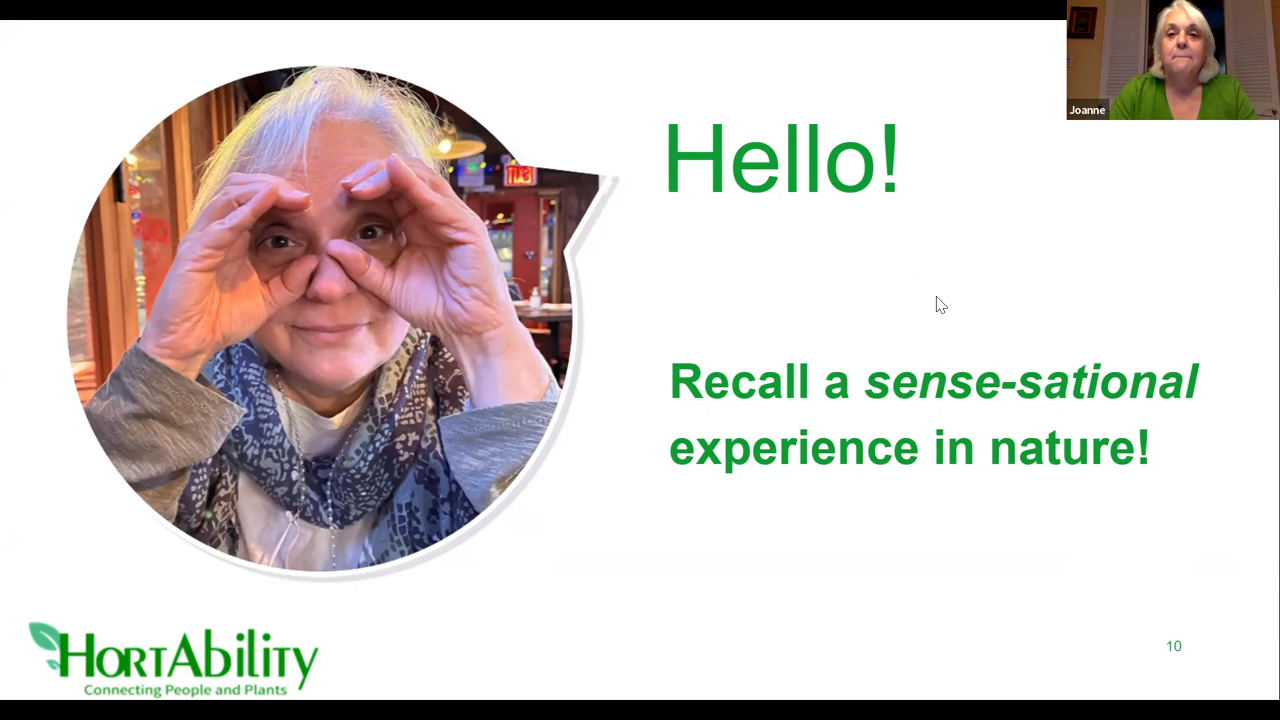 Joanne
Hello!
Recall a sense-sational
experience in nature!
HortAbility
Connecting People and Plants
10